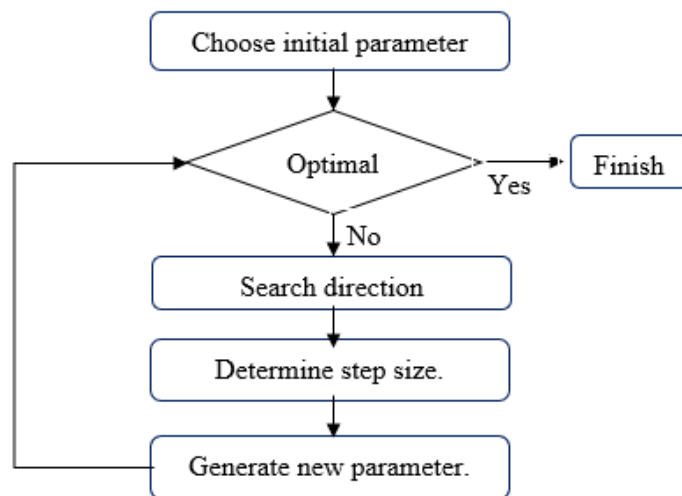 Choose initial parameter
Optimal
Yes
Finish
No
Search direction
Determine step size.
Generate new parameter.